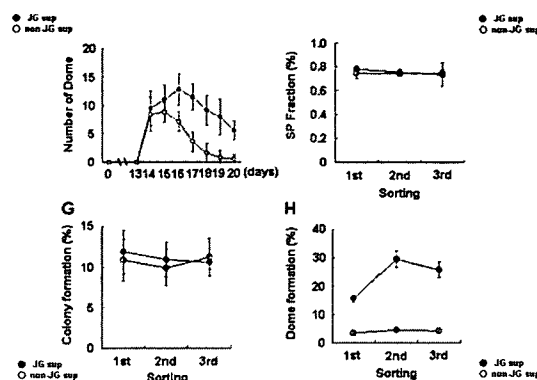 JG sup
non-JG sup
Number of Dome
20
15
10
5
0
0 13 14 15 16 17 18 19 20 (days)
JG sup
non-JG sup
SP Fraction (%)
1.0
0.8
0.6
0.4
0.2
0
1st 2nd 3rd
Sorting
G
Colony formation (%)
15
10
5
0
1st 2nd 3rd
Sorting
JG sup
non-JG sup
H
Dome formation (%)
40
30
20
10
0
1st 2nd 3rd
Sorting
JG sup
non-JG sup